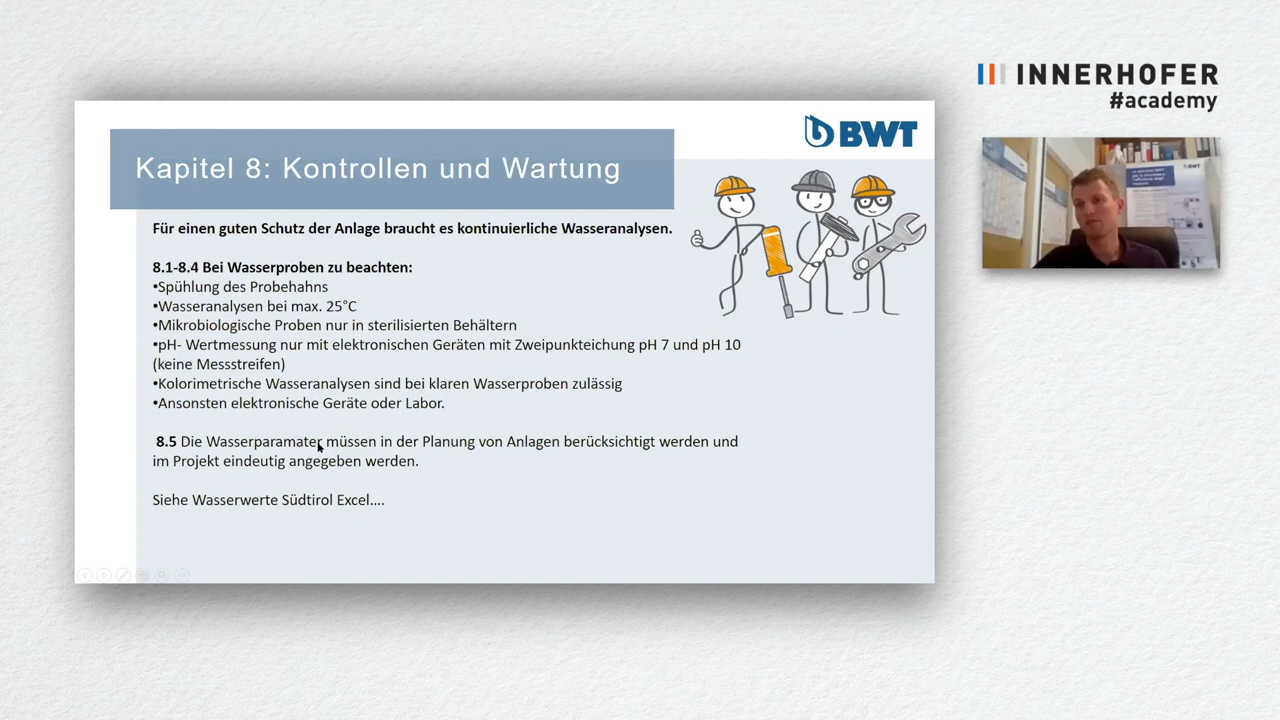 INNERHOFER
#academy
BWT
Kapitel 8: Kontrollen und Wartung
Für einen guten Schutz der Anlage braucht es kontinuierliche Wasseranalysen.
8.1-8.4 Bei Wasserproben zu beachten:
•Spühlung des Probehahns
•Wasseranalysen bei max. 25°C
•Mikrobiologische Proben nur in sterilisierten Behältern
•pH- Wertmessung nur mit elektronischen Geräten mit Zweipunkteichung pH 7 und pH 10
(keine Messstreifen)
•Kolorimetrische Wasseranalysen sind bei klaren Wasserproben zulässig
•Ansonsten elektronische Geräte oder Labor.
8.5 Die Wasserparamater müssen in der Planung von Anlagen berücksichtigt werden und
im Projekt eindeutig angegeben werden.
Siehe Wasserwerte Südtirol Excel....
BWT